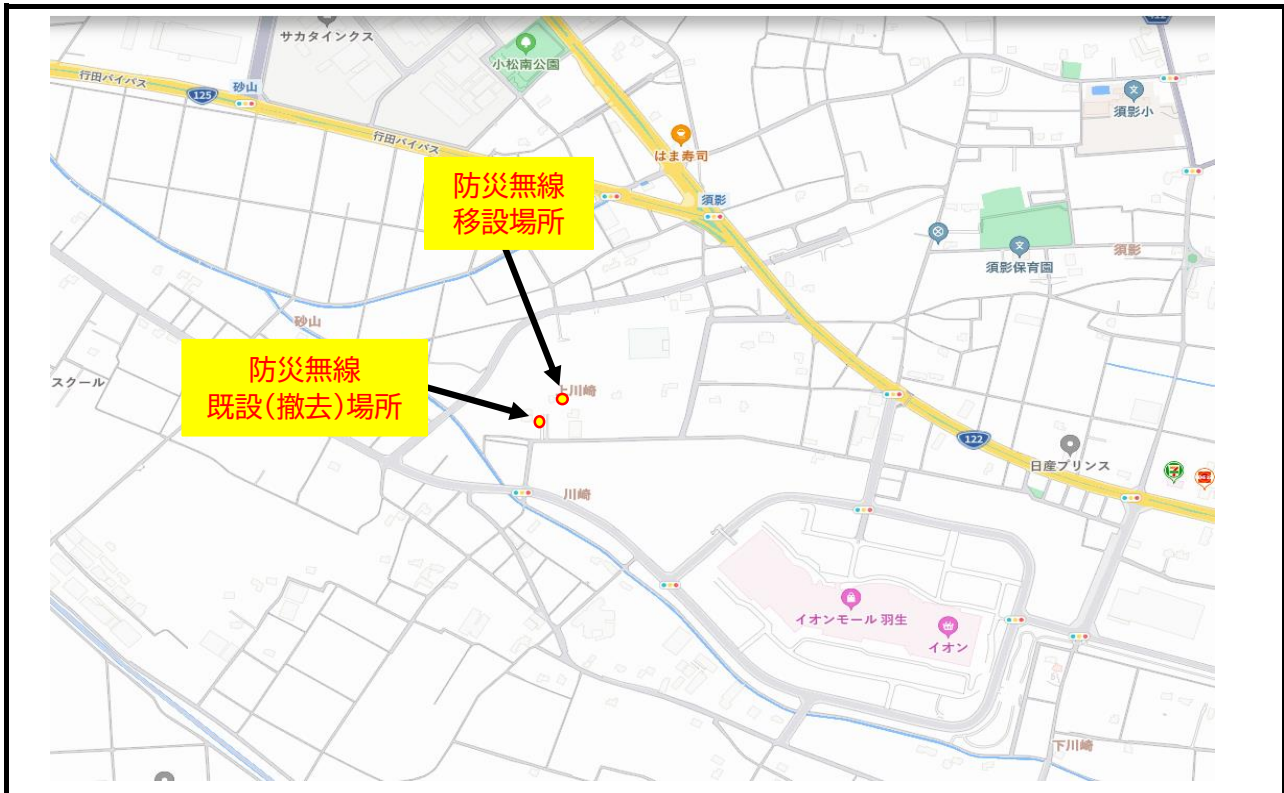 サカタインクス
小松南公園
行田バイパス
125
砂山
須影小
行田バイパス
はま寿司
防災無線
移設場所
須影
須影
須影保育園
砂山
防災無線
既設(撤去)場所
スクール
上川崎
122
日産プリンス
川崎
イオンモール 羽生
イオン
下川崎